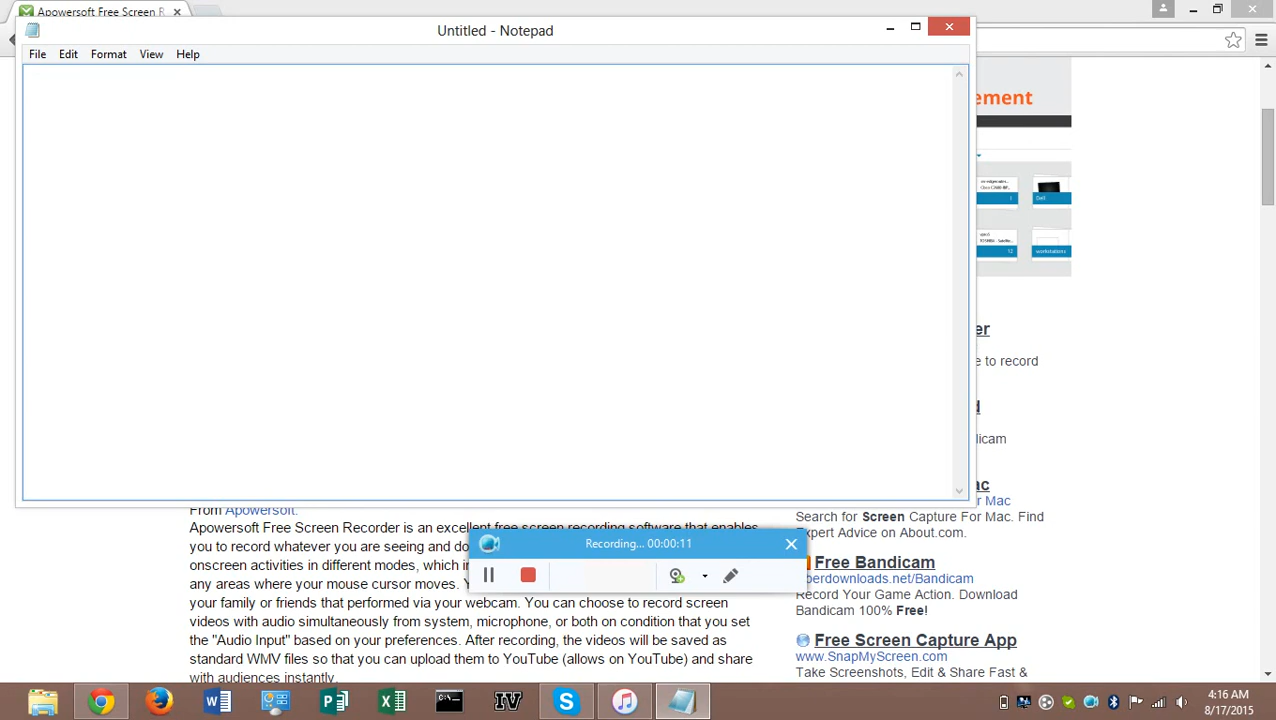 Apowersoft Free Screen R
Untitled - Notepad
File Edit Format View Help
ement
Dell
12
workstations
er
e to record
d
licam
ac
r Mac
From Apowersoft.
Apowersoft Free Screen Recorder is an excellent free screen recording software that enables
you to record whatever you are seeing and do
onscreen activities in different modes, which in
any areas where your mouse cursor moves. Y
your family or friends that performed via your webcam. You can choose to record screen
videos with audio simultaneously from system, microphone, or both on condition that you set
the "Audio Input" based on your preferences. After recording, the videos will be saved as
standard WMV files so that you can upload them to YouTube (allows on YouTube) and share
with audiences instantly.
Search for Screen Capture For Mac. Find
Expert Advice on About.com.
Free Bandicam
berdownloads.net/Bandicam
Record Your Game Action. Download
Bandicam 100% Free!
Free Screen Capture App
www.SnapMyScreen.com
Take Screenshots, Edit & Share Fast &
Recording... 00:00:11
IV
4:16 AM
8/17/2015